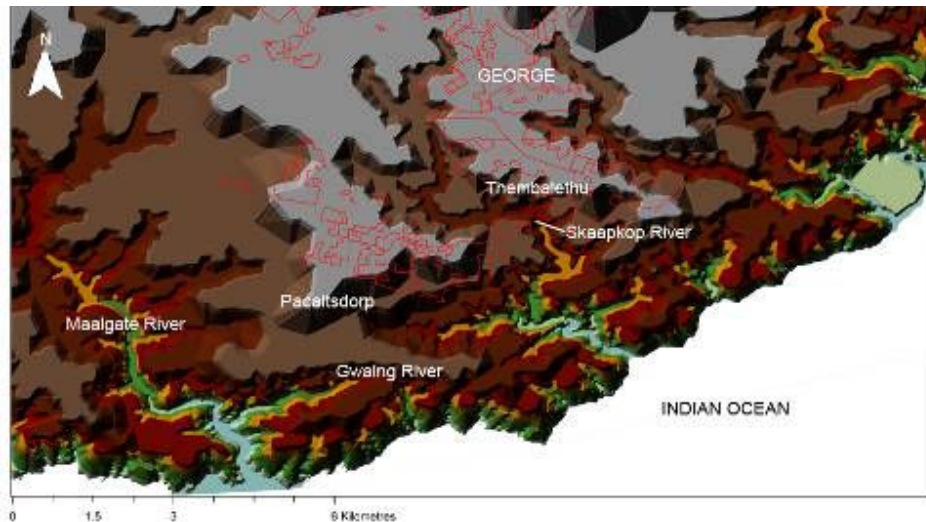 N
GEORGE
Thembalethu
Skaapkop River
Pacaltsdorp
Maalgate River
Gwaing River
INDIAN OCEAN
0 1.5 3 6 Kilometres